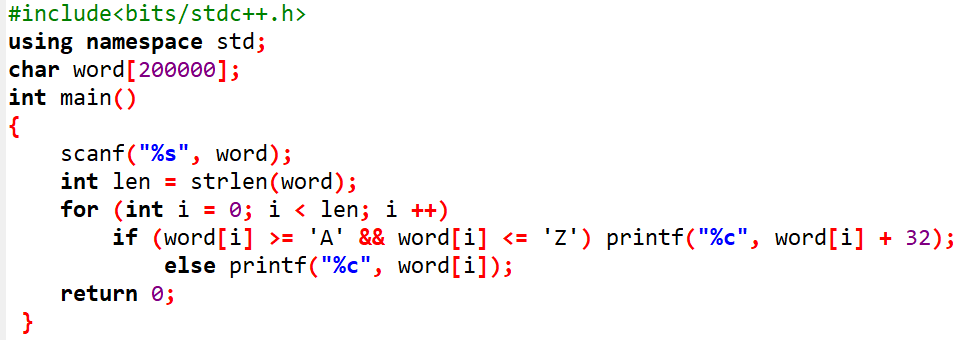 #include<bits/stdc++.h>
using namespace std;
char word[200000];
int main()
{
    scanf("%s", word);
    int len = strlen(word);
    for (int i = 0; i < len; i ++)
        if (word[i] >= 'A' && word[i] <= 'Z') printf("%c", word[i] + 32);
            else printf("%c", word[i]);
    return 0;
 }